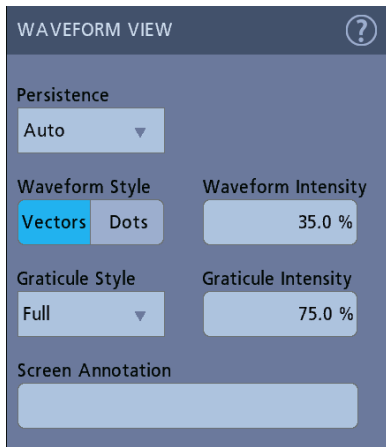 WAVEFORM VIEW ?
Persistence
Auto
Waveform Style Waveform Intensity
Vectors Dots 35.0 %
Graticule Style Graticule Intensity
Full 75.0 %
Screen Annotation